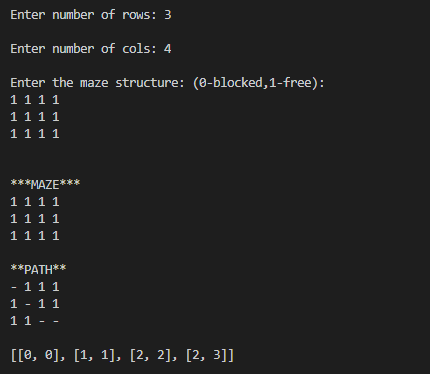 Enter number of rows: 3
Enter number of cols: 4
Enter the maze structure: (0-blocked,1-free):
1 1 1 1
1 1 1 1
1 1 1 1
***MAZE***
1 1 1 1
1 1 1 1
1 1 1 1
**PATH**
- 1 1 1
1 - 1 1
1 1 - -
[[0, 0], [1, 1], [2, 2], [2, 3]]